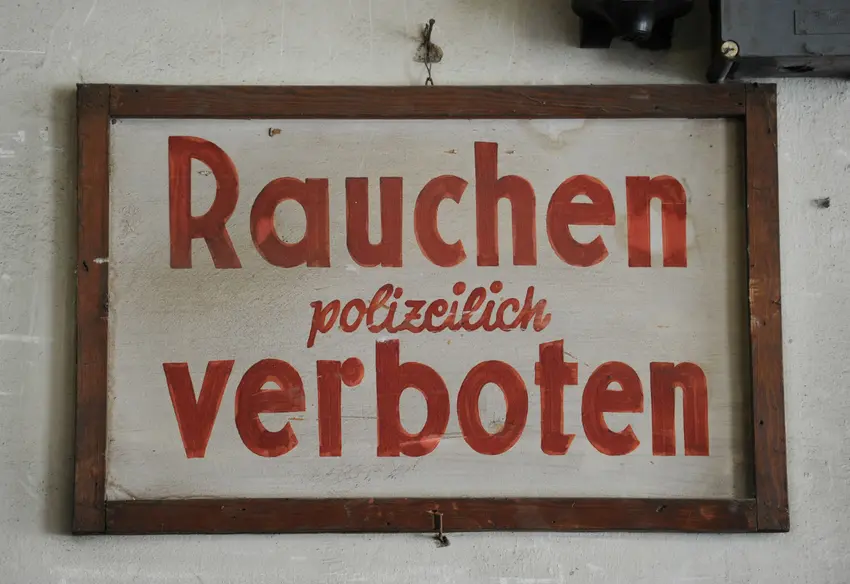 Rauchen
polizeilich
verboten